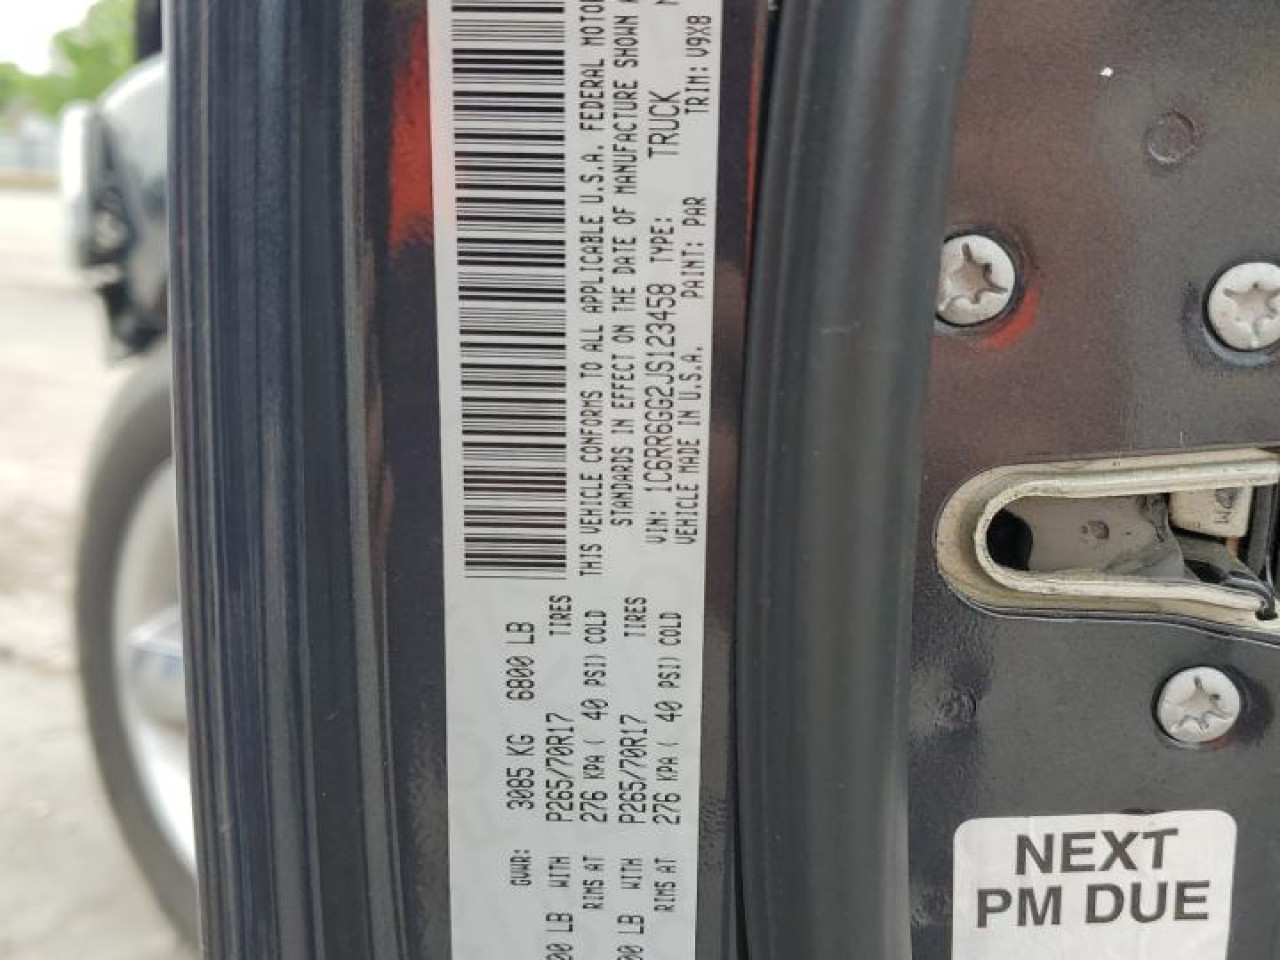 GVWR: 3085 KG 6800 LB
00 LB WITH P265/70R17 TIRES
RIMS AT 276 KPA ( 40 PSI) COLD
00 LB WITH P265/70R17 TIRES
RIMS AT 276 KPA ( 40 PSI) COLD
THIS VEHICLE CONFORMS TO ALL APPLICABLE U.S.A. FEDERAL MOTOR
STANDARDS IN EFFECT ON THE DATE OF MANUFACTURE SHOWN
VIN: 1C6RR6GG2JS123458 TYPE: TRUCK
VEHICLE MADE IN U.S.A. PAINT: PAR TRIM: V9X8
NEXT
PM DUE